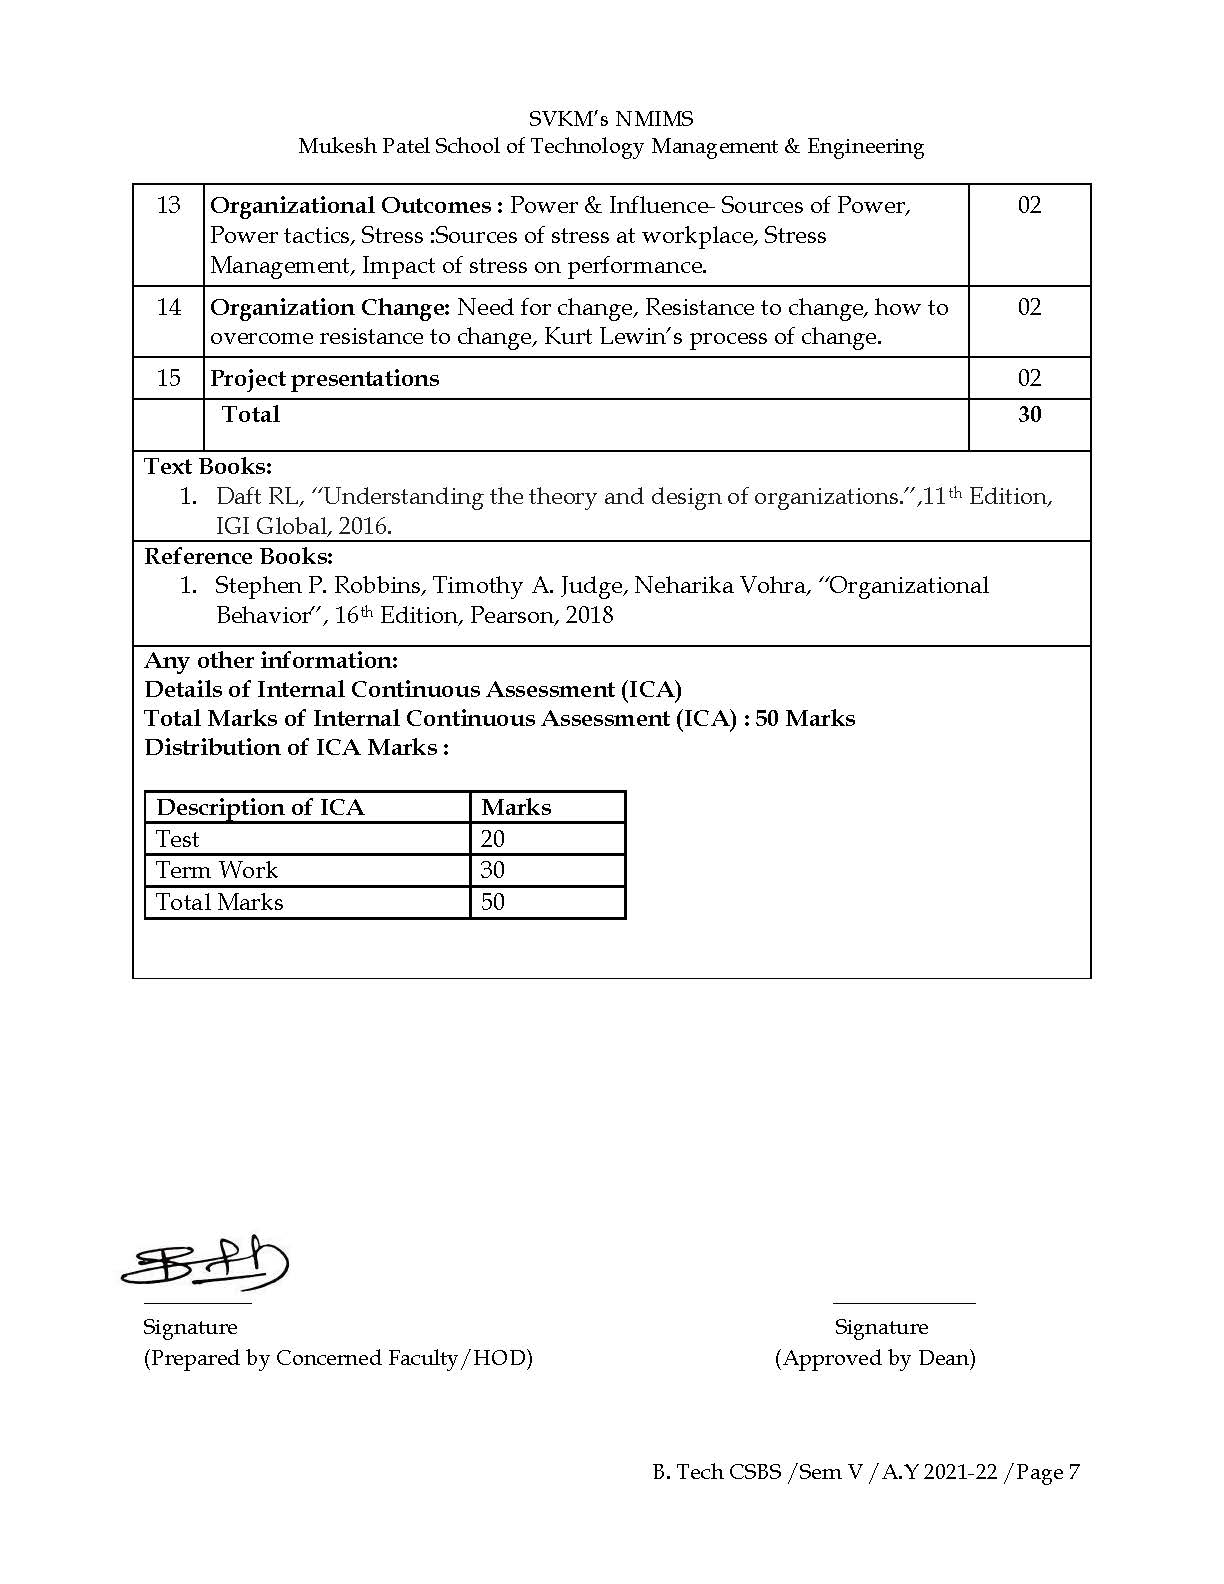 SVKM's NMIMS
Mukesh Patel School of Technology Management & Engineering
13 Organizational Outcomes : Power & Influence- Sources of Power, 02
Power tactics, Stress :Sources of stress at workplace, Stress
Management, Impact of stress on performance.
14 Organization Change: Need for change, Resistance to change, how to 02
overcome resistance to change, Kurt Lewin's process of change.
15 Project presentations 02
Total 30
Text Books:
1. Daft RL, “Understanding the theory and design of organizations.”,11th Edition,
IGI Global, 2016.
Reference Books:
1. Stephen P. Robbins, Timothy A. Judge, Neharika Vohra, “Organizational
Behavior”, 16th Edition, Pearson, 2018
Any other information:
Details of Internal Continuous Assessment (ICA)
Total Marks of Internal Continuous Assessment (ICA) : 50 Marks
Distribution of ICA Marks :
Description of ICA Marks
Test 20
Term Work 30
Total Marks 50
Signature Signature
(Prepared by Concerned Faculty/HOD) (Approved by Dean)
B. Tech CSBS /Sem V /A.Y 2021-22 /Page 7